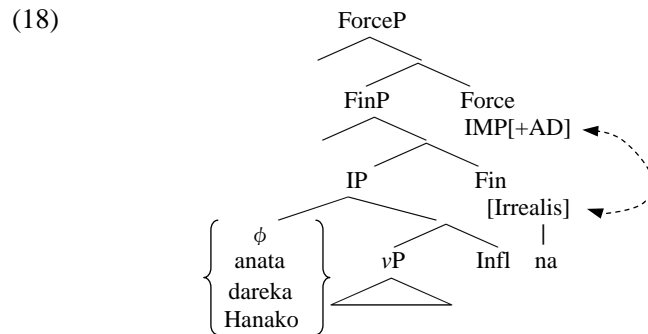 (18)
ForceP
FinP Force
IMP[+AD]
IP Fin
[Irrealis]
ϕ
anata vP Infl na
dareka
Hanako